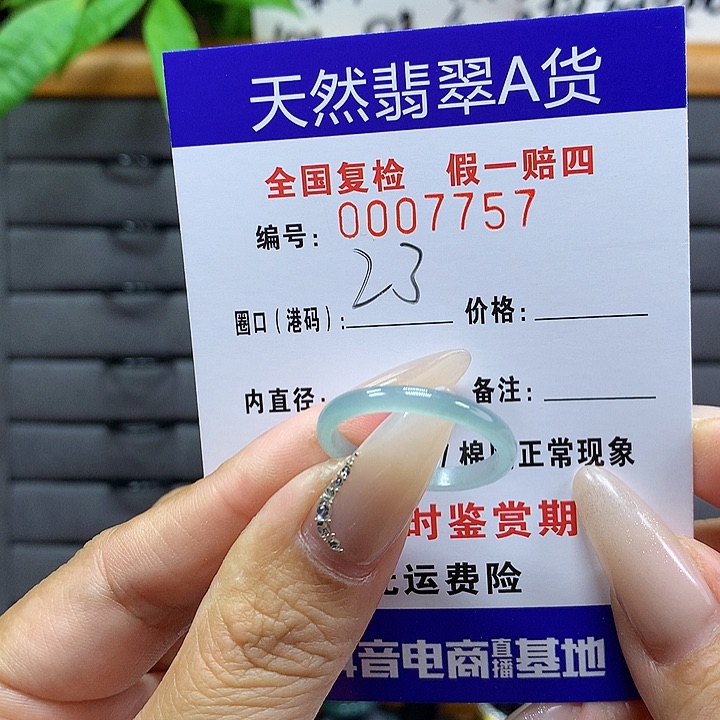 天然翡翠A货
全国复检 假一赔四
编号: 0007757
圈口(港码): 23 价格:
内直径: 备注:
棉 正常现象
时鉴赏期
运费险
音电商直播基地